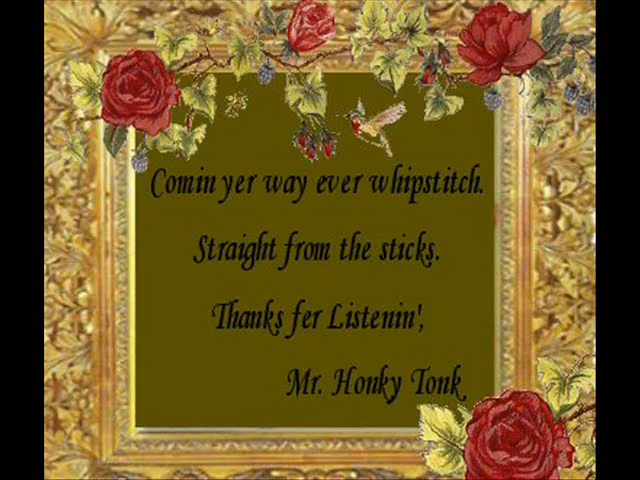 Comin yer way ever whipstitch.
Straight from the sticks.
Thanks fer Listenin',
Mr. Honky Tonk